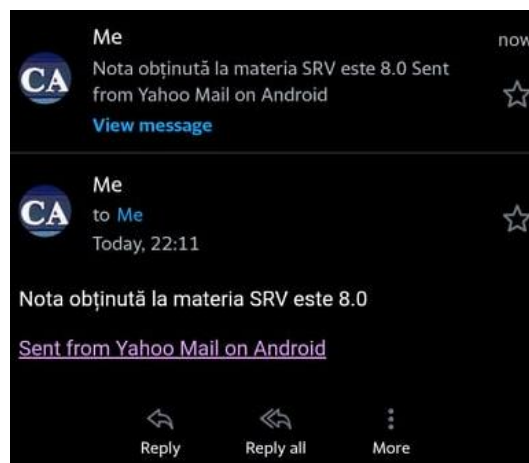 Me
now
CA
Nota obținută la materia SRV este 8.0 Sent
from Yahoo Mail on Android
View message
Me
CA
to Me
Today, 22:11
Nota obținută la materia SRV este 8.0
Sent from Yahoo Mail on Android
Reply
Reply all
More